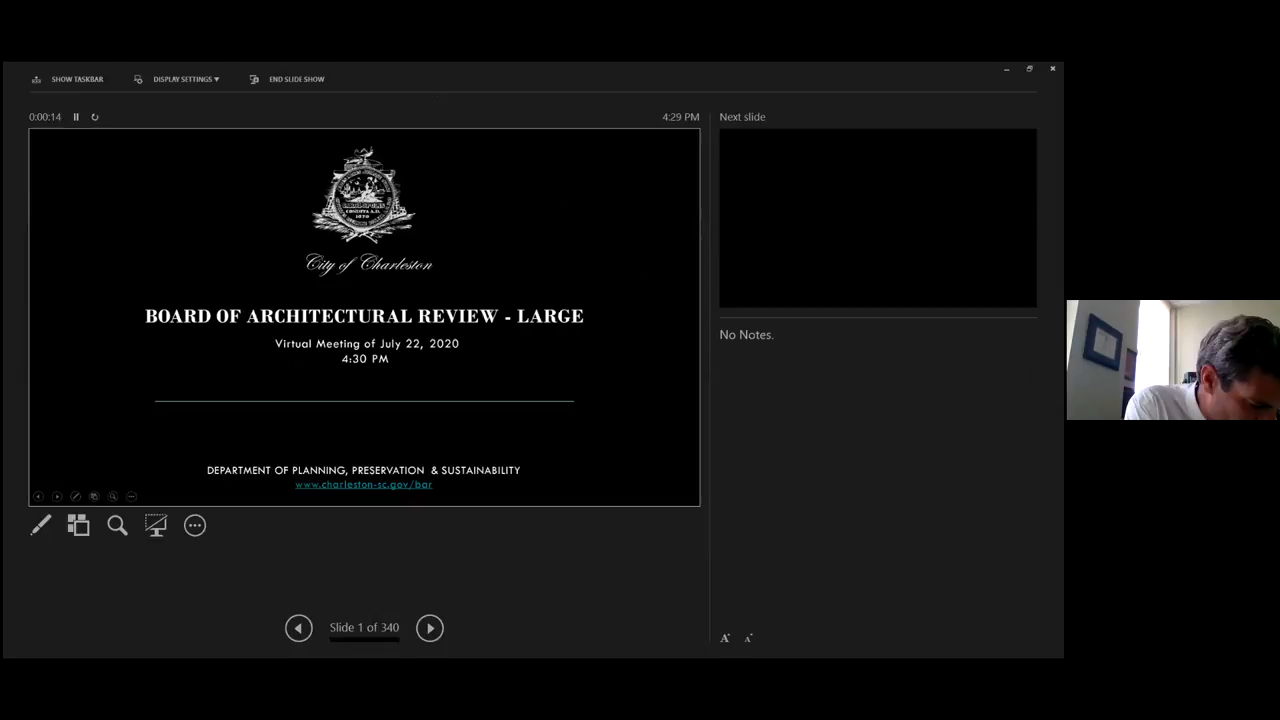 SHOW TASKBAR
DISPLAY SETTINGS ▾
END SLIDE SHOW
0:00:14
4:29 PM
Next slide
CONDITA A.D.
1670
City of Charleston
BOARD OF ARCHITECTURAL REVIEW - LARGE
Virtual Meeting of July 22, 2020
4:30 PM
DEPARTMENT OF PLANNING, PRESERVATION & SUSTAINABILITY
www.charleston-sc.gov/bar
No Notes.
Slide 1 of 340
A
A